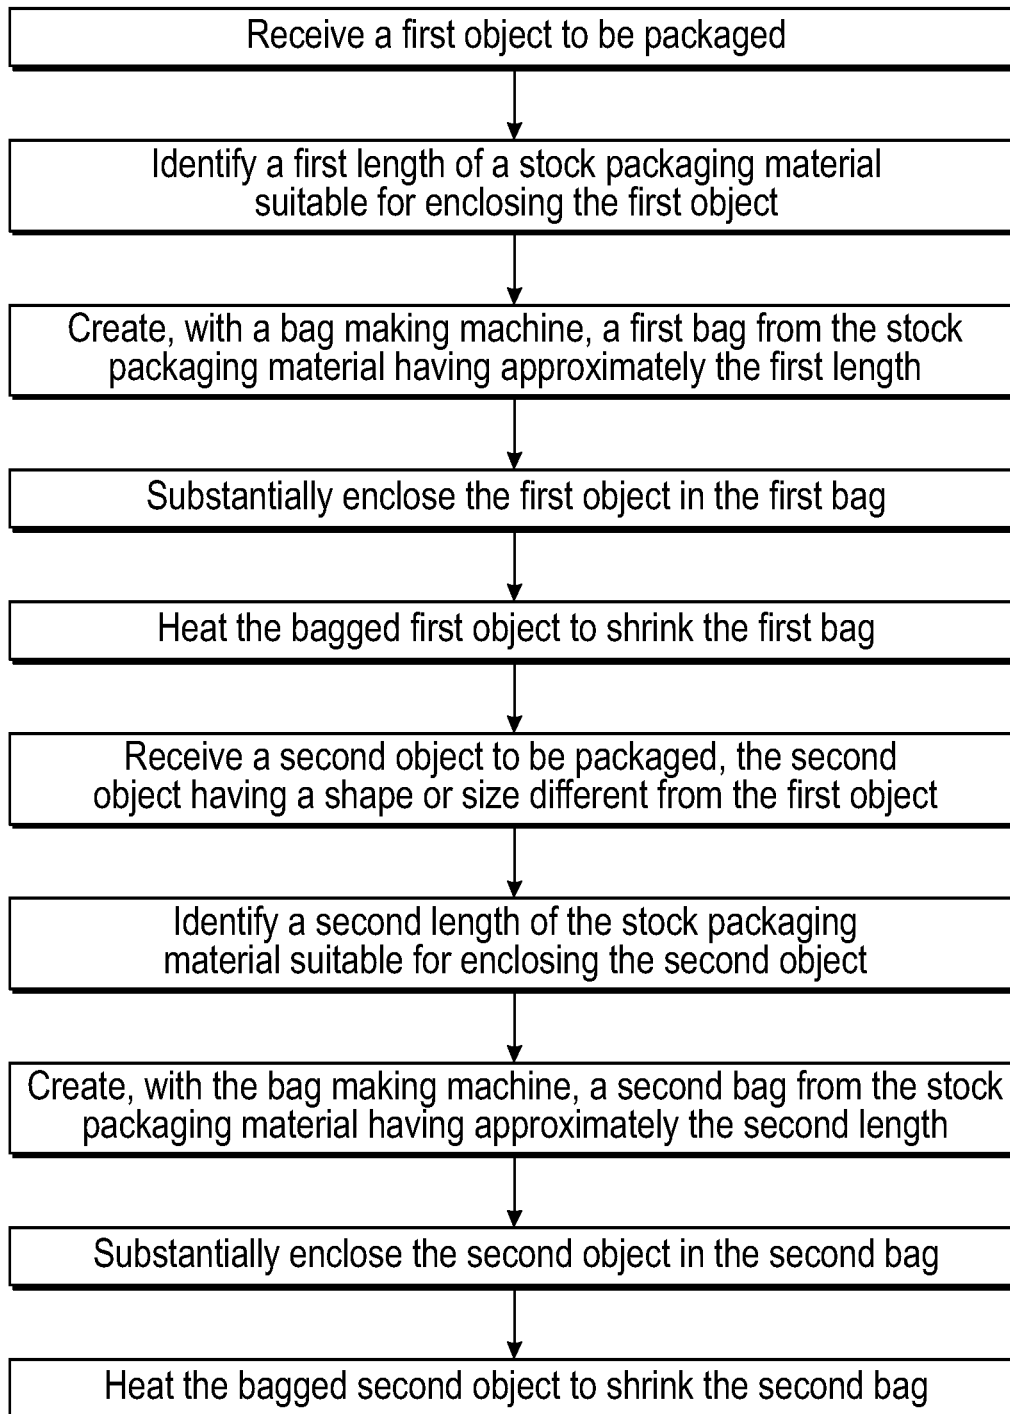 Receive a first object to be packaged
Identify a first length of a stock packaging material
suitable for enclosing the first object
Create, with a bag making machine, a first bag from the stock
packaging material having approximately the first length
Substantially enclose the first object in the first bag
Heat the bagged first object to shrink the first bag
Receive a second object to be packaged, the second
object having a shape or size different from the first object
Identify a second length of the stock packaging
material suitable for enclosing the second object
Create, with the bag making machine, a second bag from the stock
packaging material having approximately the second length
Substantially enclose the second object in the second bag
Heat the bagged second object to shrink the second bag